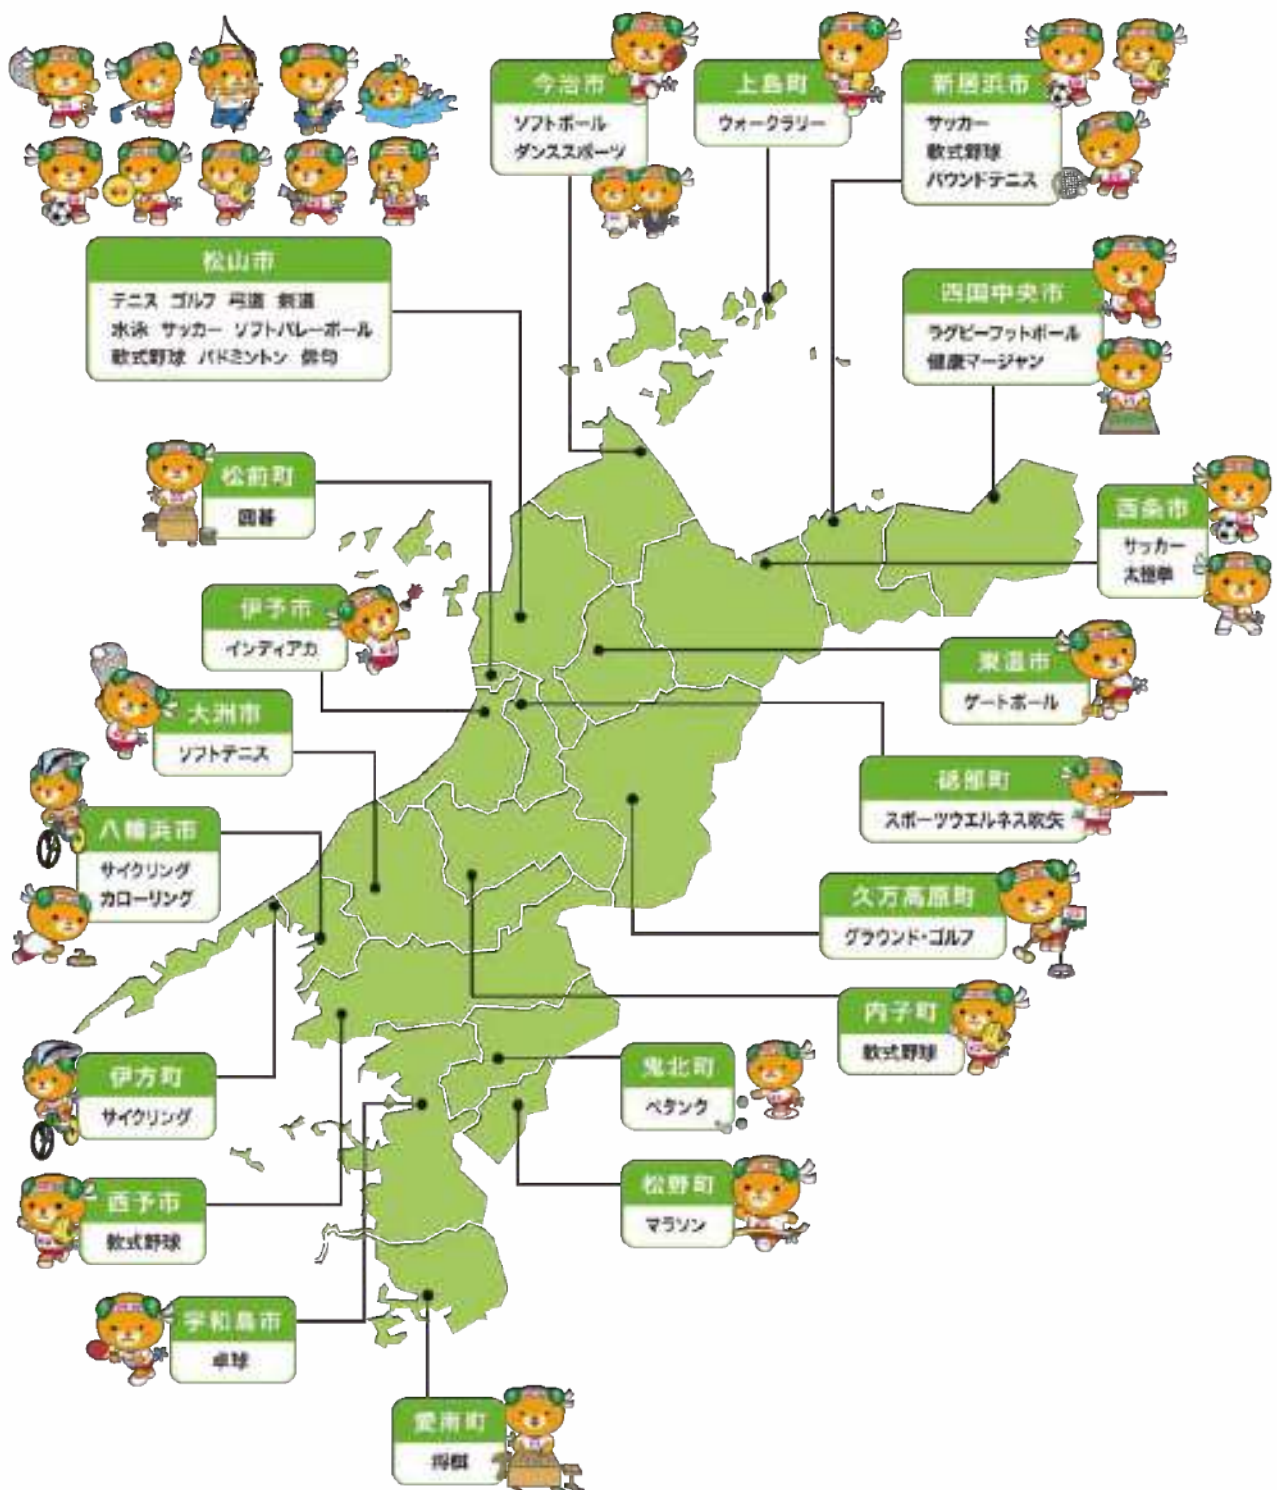 今治市
ソフトボール
ダンススポーツ
上島町
ウォークラリー
新居浜市
サッカー
軟式野球
バウンドテニス
松山市
テニス ゴルフ 弓道 剣道
水泳 サッカー ソフトバレーボール
軟式野球 バドミントン 俳句
四国中央市
ラグビーフットボール
健康マージャン
松前町
囲碁
西条市
サッカー
太極拳
伊予市
インディアカ
東温市
ゲートボール
大洲市
ソフトテニス
砥部町
スポーツウエルネス吹矢
八幡浜市
サイクリング
カローリング
久万高原町
グラウンド・ゴルフ
内子町
軟式野球
伊方町
サイクリング
鬼北町
ペタンク
松野町
マラソン
西予市
軟式野球
宇和島市
卓球
愛南町
将棋